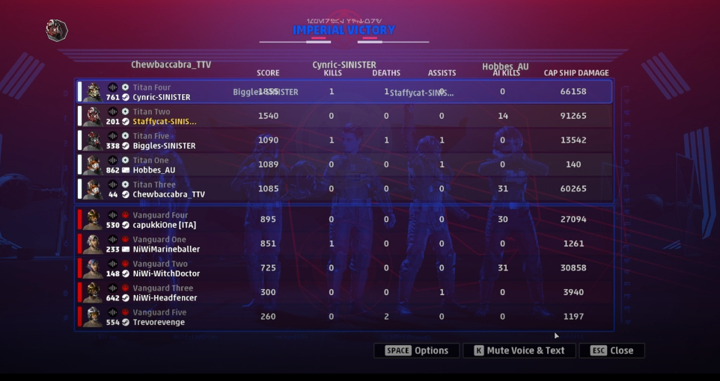 IMPERIAL VICTORY
Chewbaccabra_TTV Cynric-SINISTER Hobbes_AU
SCORE KILLS DEATHS ASSISTS AI KILLS CAP SHIP DAMAGE
Titan Four
761 Cynric-SINISTER 1 1 0 66158
Biggles-SINISTER Staffycat-SINIS...
Titan Two
201 Staffycat-SINIS... 1540 0 0 0 14 91265
Titan Five
338 Biggles-SINISTER 1090 1 1 1 0 13542
Titan One
862 Hobbes_AU 1089 0 0 1 0 140
Titan Three
44 Chewbaccabra_TTV 1085 0 0 0 31 60265
Vanguard Four
530 capukkiOne [ITA] 895 0 0 0 30 27094
Vanguard One
233 NiWiMarineballer 851 1 0 0 0 1261
Vanguard Two
148 NiWi-WitchDoctor 725 0 0 0 31 30858
Vanguard Three
642 NiWi-Headfencer 300 0 0 1 0 3940
Vanguard Five
554 Trevorevenge 260 0 2 0 0 1197
SPACE Options K Mute Voice & Text ESC Close